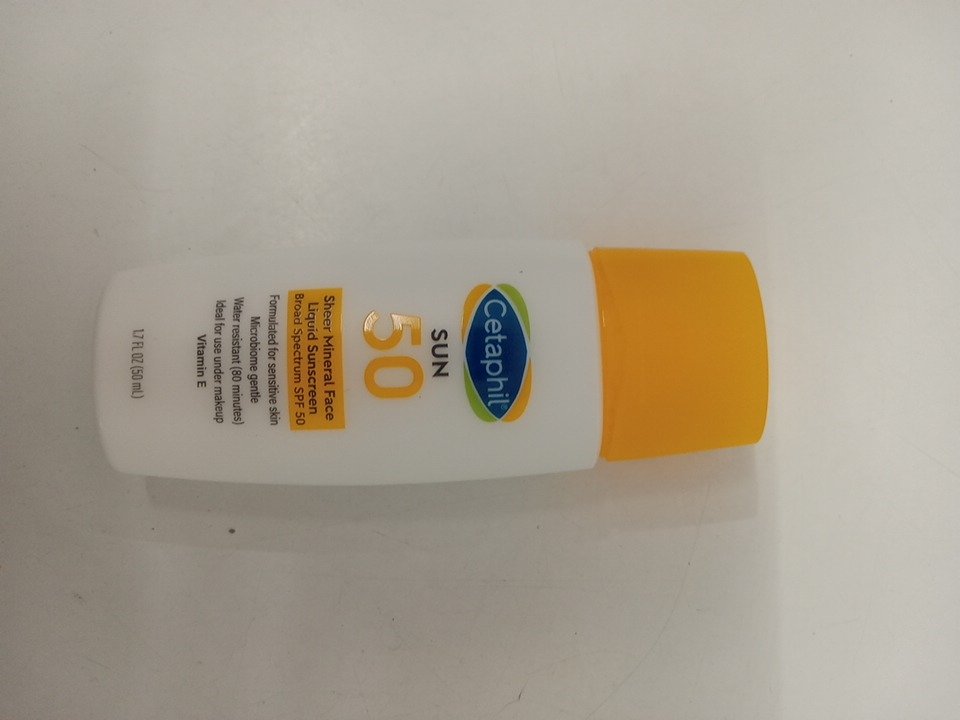 Cetaphil®
SUN
50
Sheer Mineral Face
Liquid Sunscreen
Broad Spectrum SPF 50
Formulated for sensitive skin
Microbiome gentle
Water resistant (80 minutes)
Ideal for use under makeup
Vitamin E
1.7 FL OZ (50 mL)